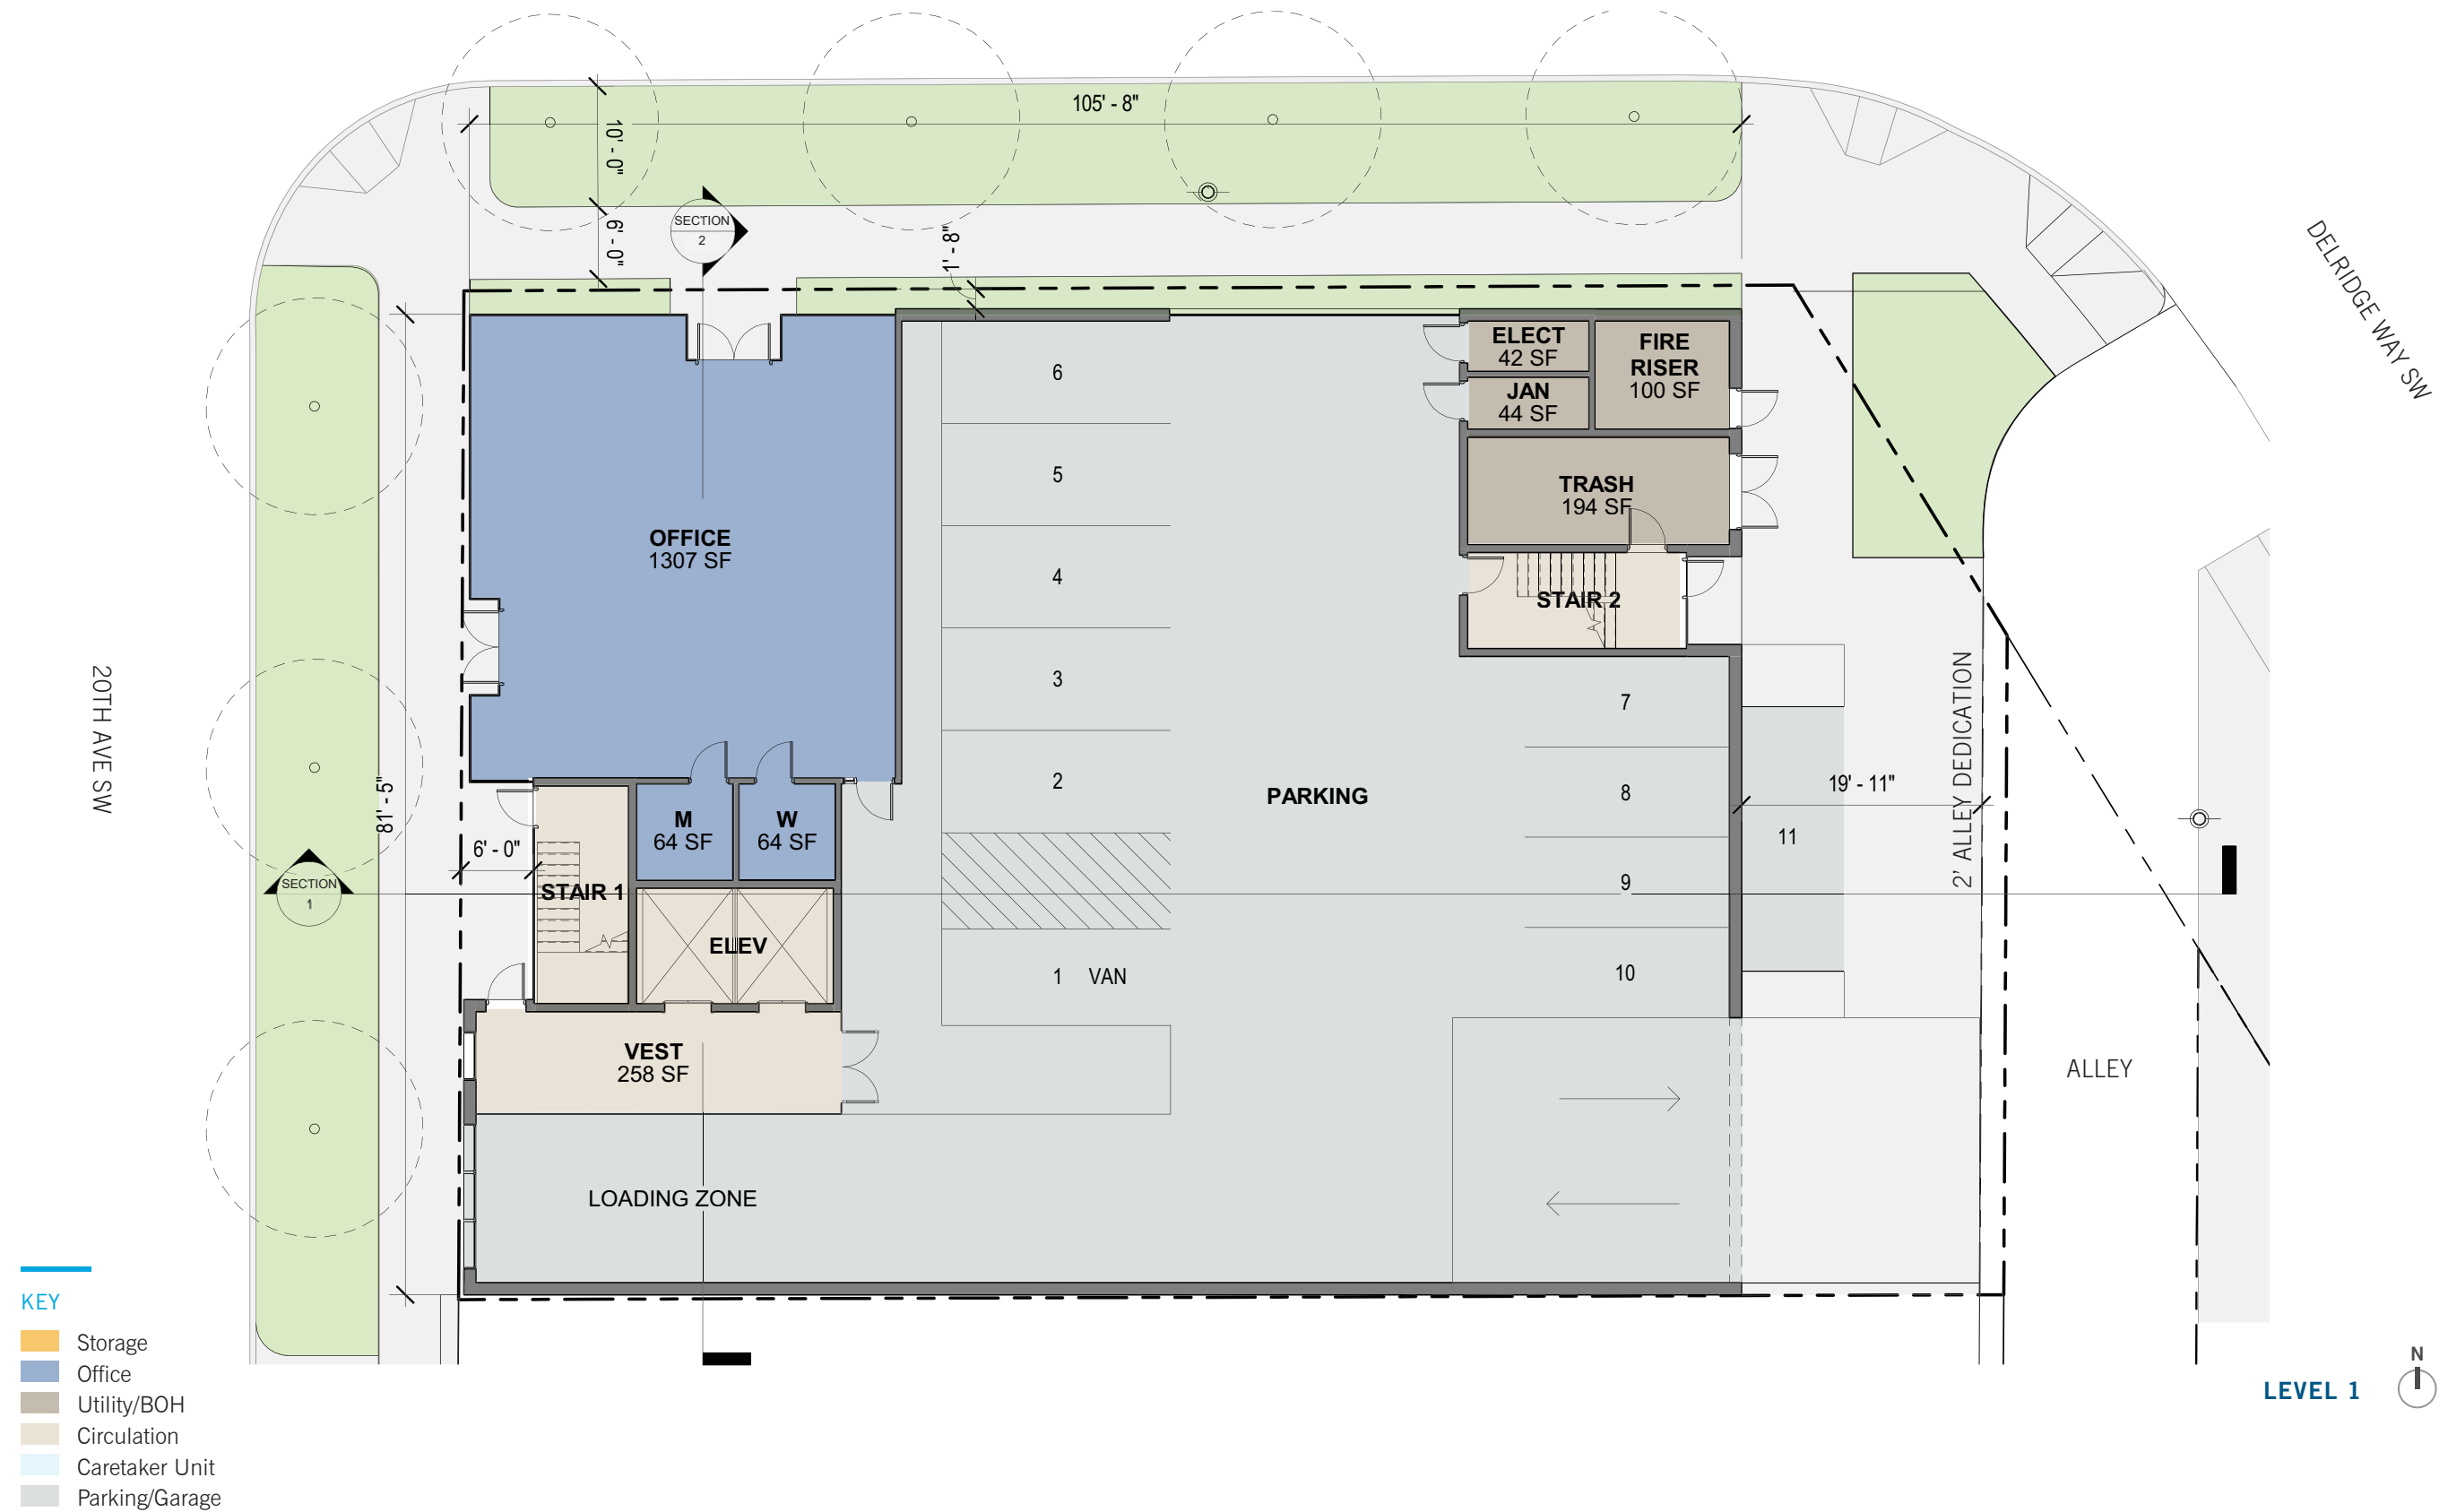 105' - 8"
10' - 0"
6' - 0"
SECTION
2
1' - 8"
DELRIDGE WAY SW
ELECT
42 SF
FIRE
RISER
100 SF
JAN
44 SF
6
5
TRASH
194 SF
OFFICE
1307 SF
4
STAIR 2
3
7
20TH AVE SW
81' - 5"
2' ALLEY DEDICATION
2
PARKING
8
19' - 11"
M
64 SF
W
64 SF
11
6' - 0"
SECTION
1
STAIR 1
9
ELEV
1 VAN
10
VEST
258 SF
ALLEY
LOADING ZONE
KEY
Storage
Office
Utility/BOH
Circulation
Caretaker Unit
Parking/Garage
LEVEL 1
N